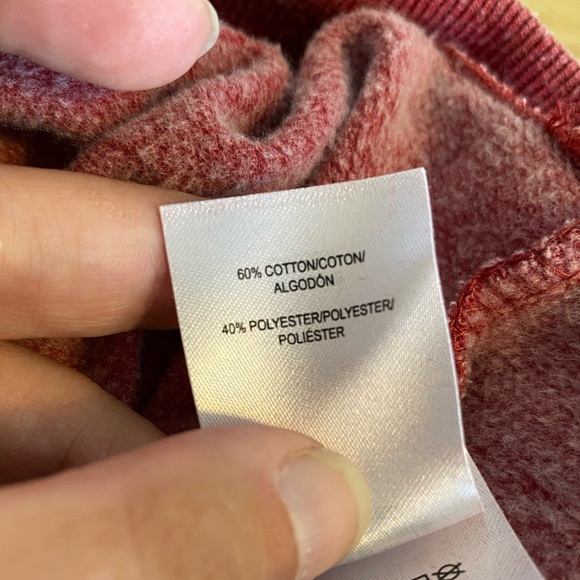 60% COTTON/COTON/
ALGODÓN
40% POLYESTER/POLYESTER/
POLIÉSTER